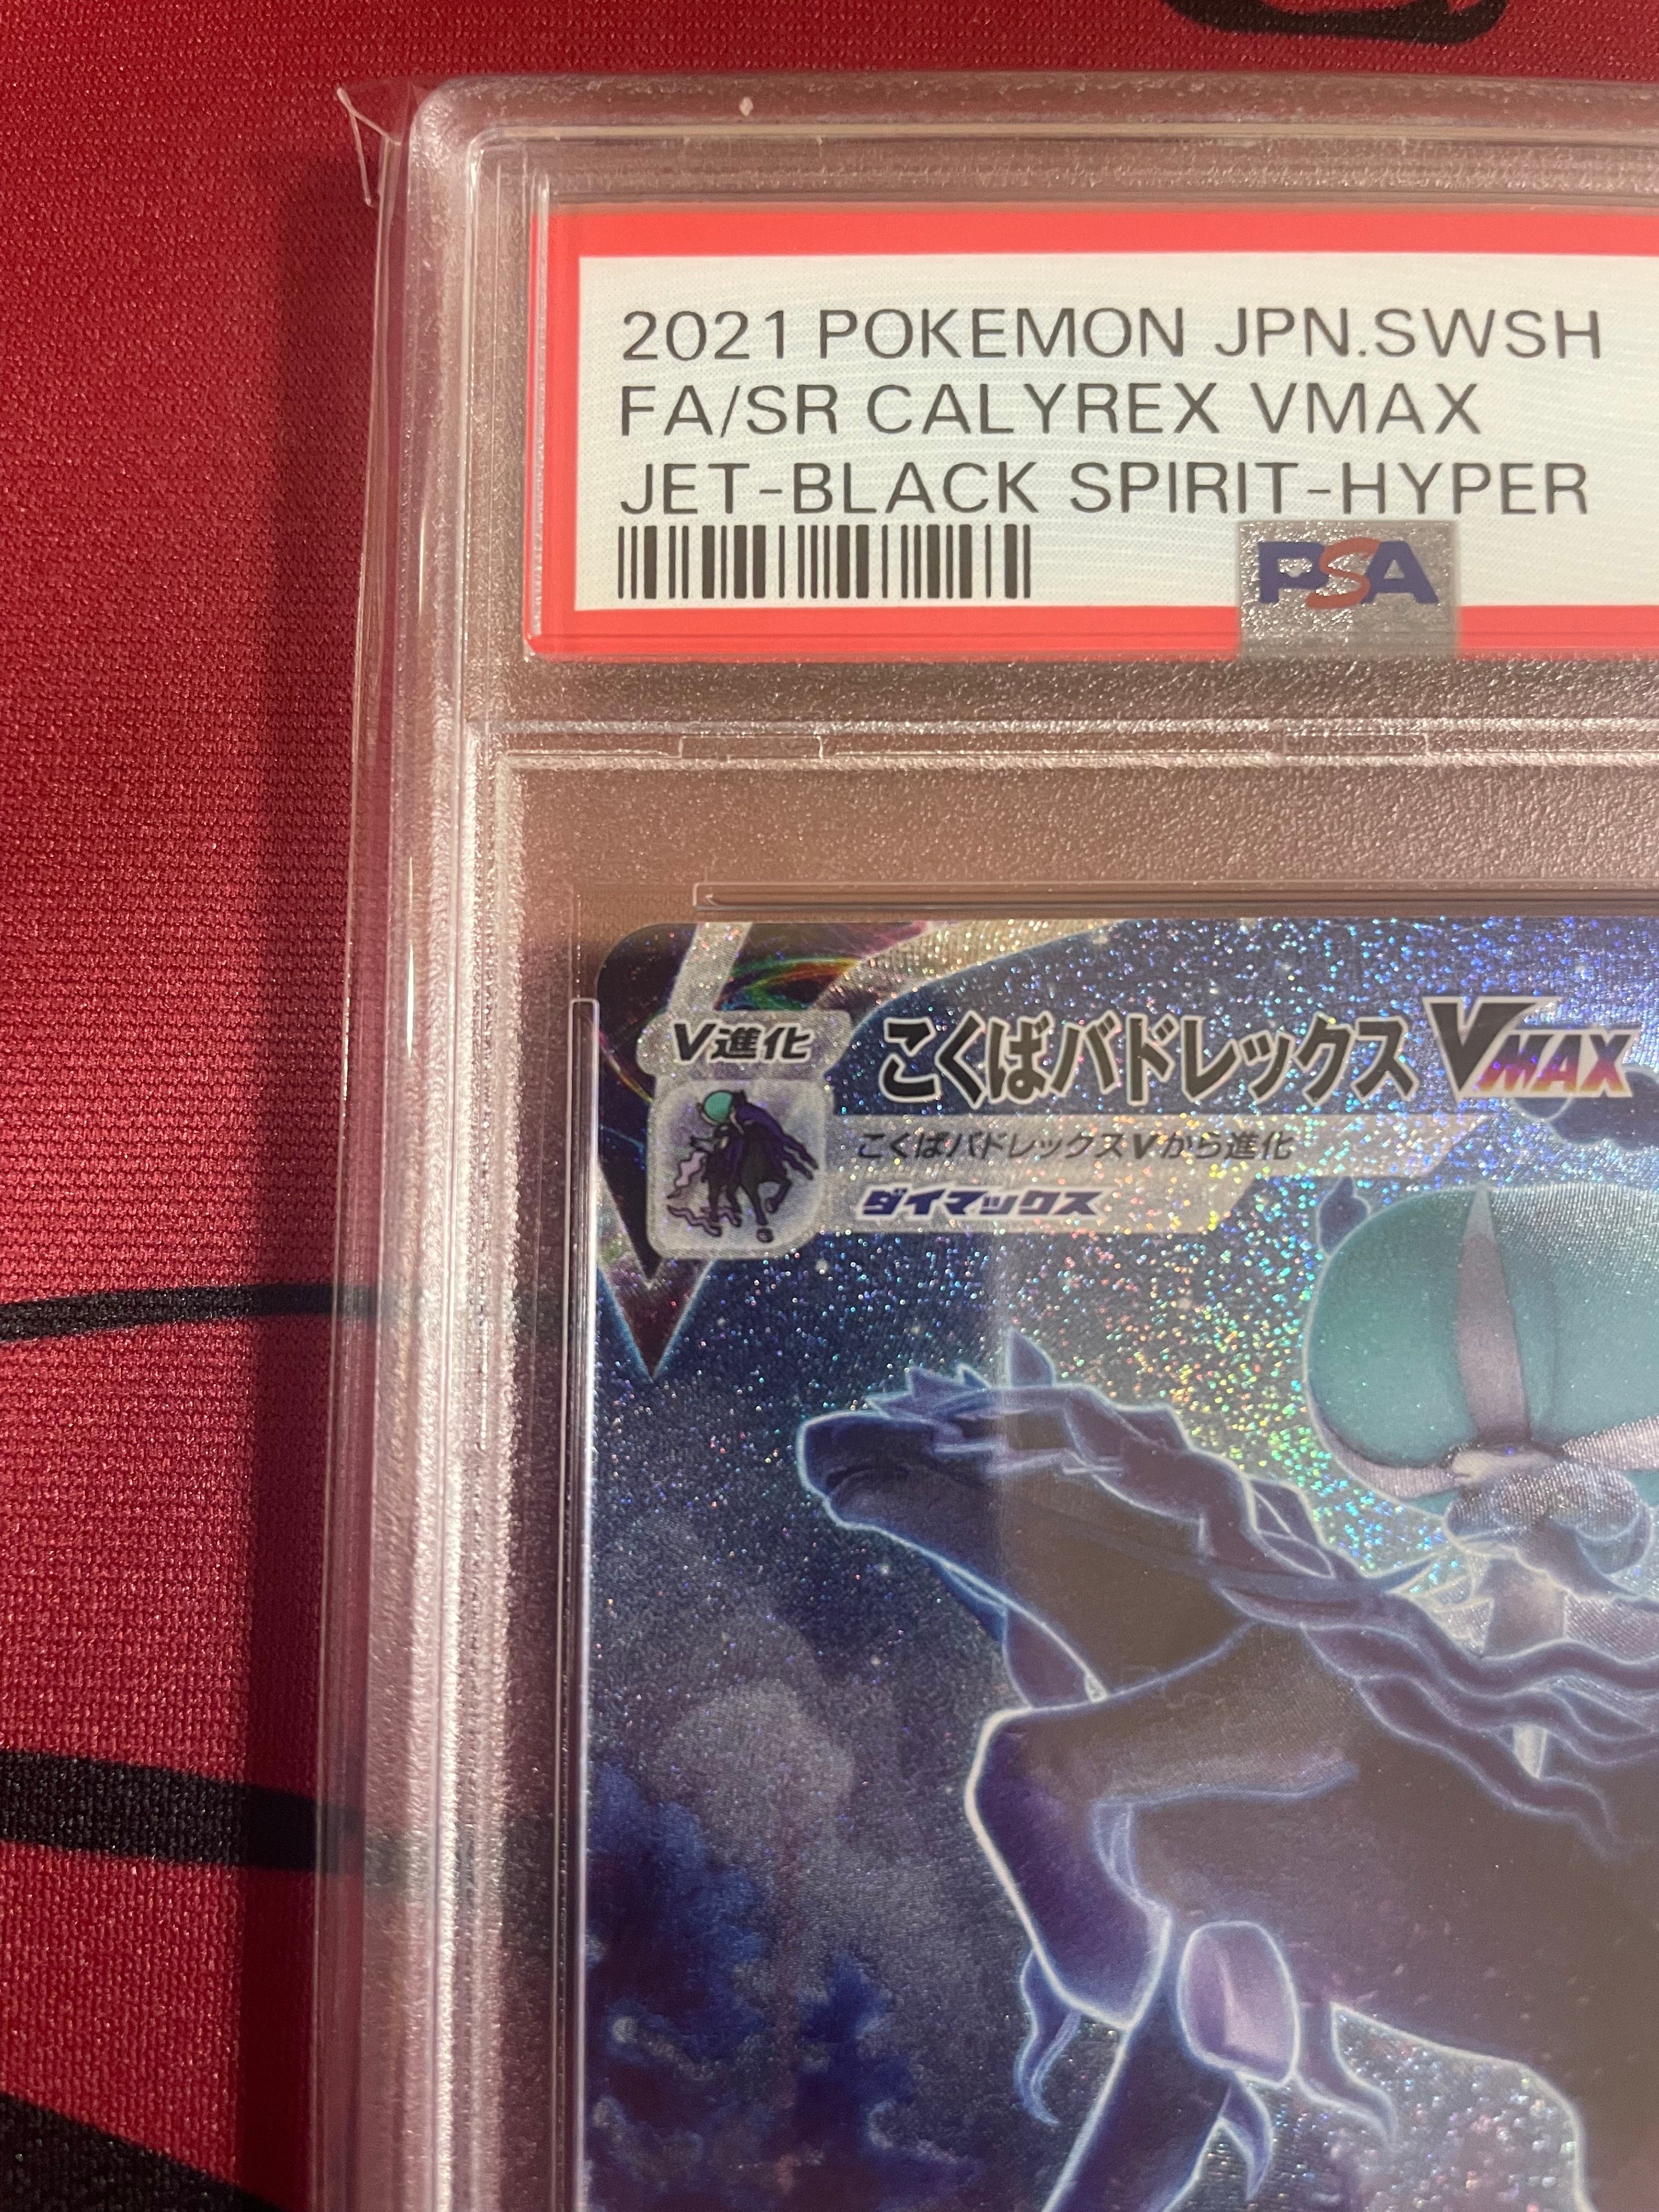 2021 POKEMON JPN.SWSH
FA/SR CALYREX VMAX
JET-BLACK SPIRIT-HYPER
PSA
V進化
こくばバドレックスVMAX
こくばバドレックスVから進化
ダイマックス